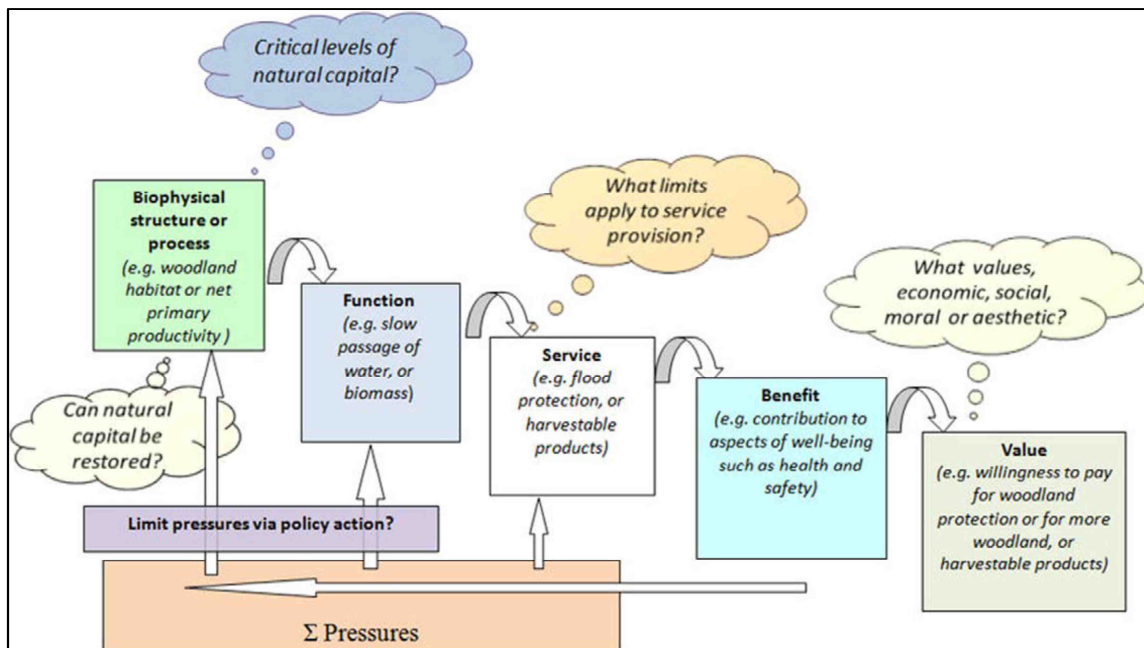 Critical levels of
natural capital?
Biophysical
structure or
process
(e.g. woodland
habitat or net
primary
productivity )
Can natural
capital be
restored?
Function
(e.g. slow
passage of
water, or
biomass)
What limits
apply to service
provision?
Service
(e.g. flood
protection, or
harvestable
products)
Benefit
(e.g. contribution to
aspects of well-being
such as health and
safety)
What values,
economic, social,
moral or aesthetic?
Value
(e.g. willingness to pay
for woodland
protection or for more
woodland, or
harvestable products)
Limit pressures via policy action?
Σ Pressures